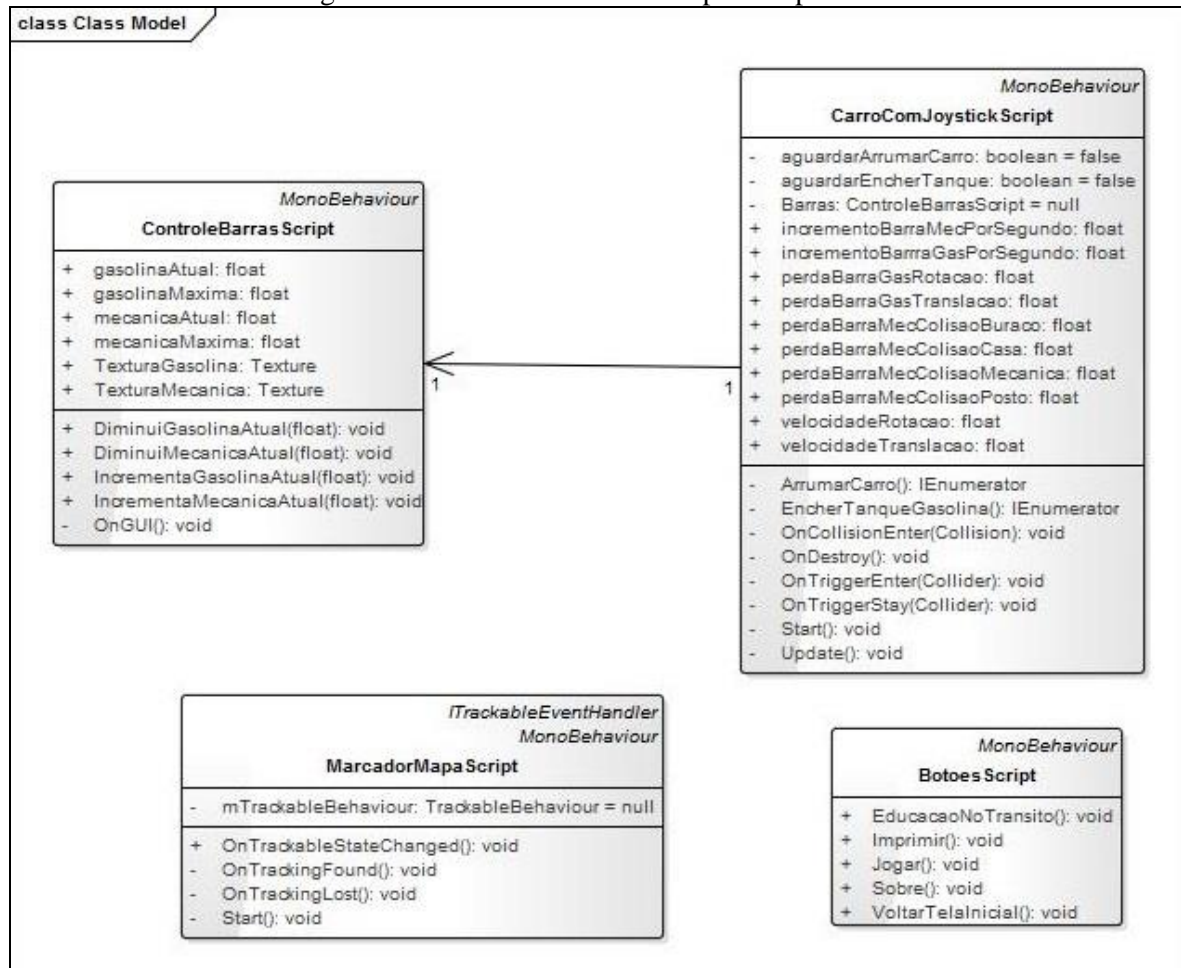 class Class Model
MonoBehaviour
CarroComJoystickScript
- aguardarArrumarCarro: boolean = false
- aguardarEncherTanque: boolean = false
- Barras: ControleBarrasScript = null
+ incrementoBarraMecPorSegundo: float
+ incrementoBarrraGasPorSegundo: float
+ perdaBarraGasRotacao: float
+ perdaBarraGasTranslacao: float
+ perdaBarraMecColisaoBuraco: float
+ perdaBarraMecColisaoCasa: float
+ perdaBarraMecColisaoMecanica: float
+ perdaBarraMecColisaoPosto: float
+ velocidadeRotacao: float
+ velocidadeTranslacao: float
- ArrumarCarro(): IEnumerator
- EncherTanqueGasolina(): IEnumerator
- OnCollisionEnter(Collision): void
- OnDestroy(): void
- OnTriggerEnter(Collider): void
- OnTriggerStay(Collider): void
- Start(): void
- Update(): void
MonoBehaviour
ControleBarrasScript
+ gasolinaAtual: float
+ gasolinaMaxima: float
+ mecanicaAtual: float
+ mecanicaMaxima: float
+ TexturaGasolina: Texture
+ TexturaMecanica: Texture
+ DiminuiGasolinaAtual(float): void
+ DiminuiMecanicaAtual(float): void
+ IncrementaGasolinaAtual(float): void
+ IncrementaMecanicaAtual(float): void
- OnGUI(): void
1
1
ITrackableEventHandler
MonoBehaviour
MarcadorMapaScript
- mTrackableBehaviour: TrackableBehaviour = null
+ OnTrackableStateChanged(): void
- OnTrackingFound(): void
- OnTrackingLost(): void
- Start(): void
MonoBehaviour
BotoesScript
+ EducacaoNoTransito(): void
+ Imprimir(): void
+ Jogar(): void
+ Sobre(): void
+ VoltarTelaInicial(): void